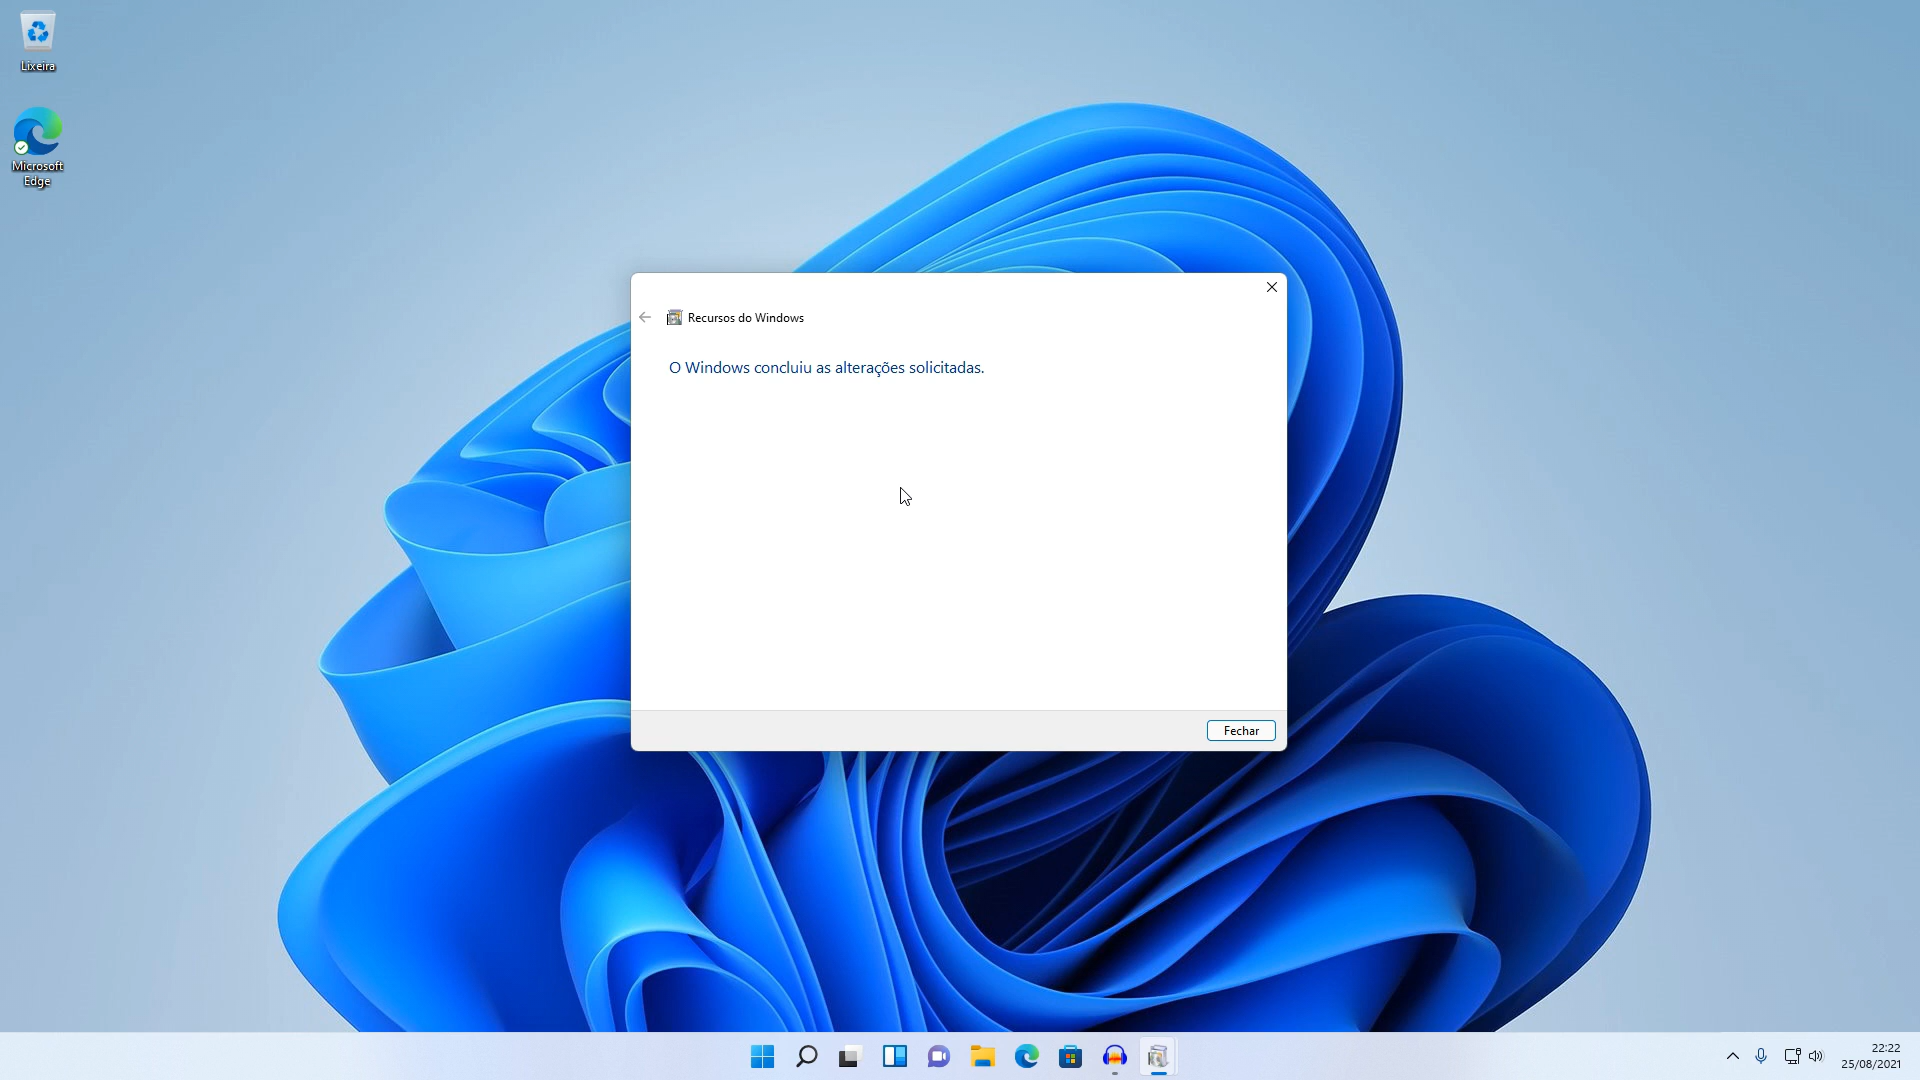 Lixeira
Microsoft
Edge
Recursos do Windows
O Windows concluiu as alterações solicitadas.
Fechar
22:22
25/08/2021